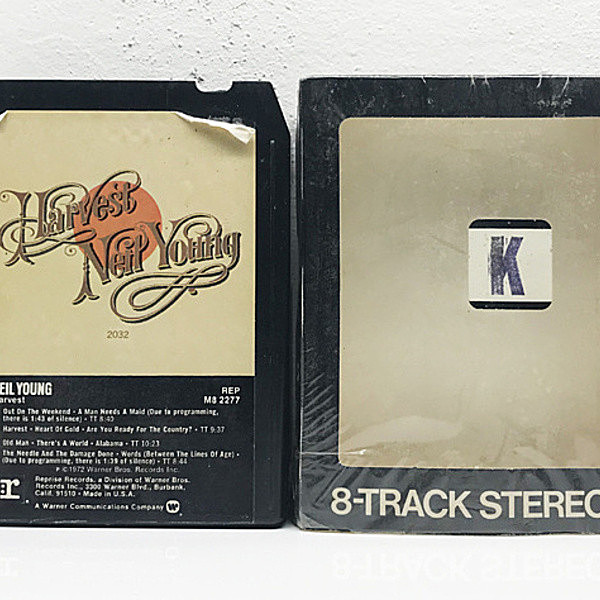 Harvest
Neil Young
2032
EIL YOUNG
arvest
REP
M8 2277
Out On The Weekend • A Man Needs A Maid (Due to programming,
there is 1:43 of silence) • TT 8:40
Harvest • Heart Of Gold • Are You Ready For The Country? • TT 9:37
Old Man • There's A World • Alabama • TT 10:23
The Needle And The Damage Done • Words (Between The Lines Of Age) •
(Due to programming, there is 1:39 of silence) • TT 8:44
P ©1972 Warner Bros. Records Inc.
Reprise Records, a Division of Warner Bros.
Records Inc., 3300 Warner Blvd., Burbank,
Calif. 91510 • Made in U.S.A.
A Warner Communications Company
K
8-TRACK STEREO